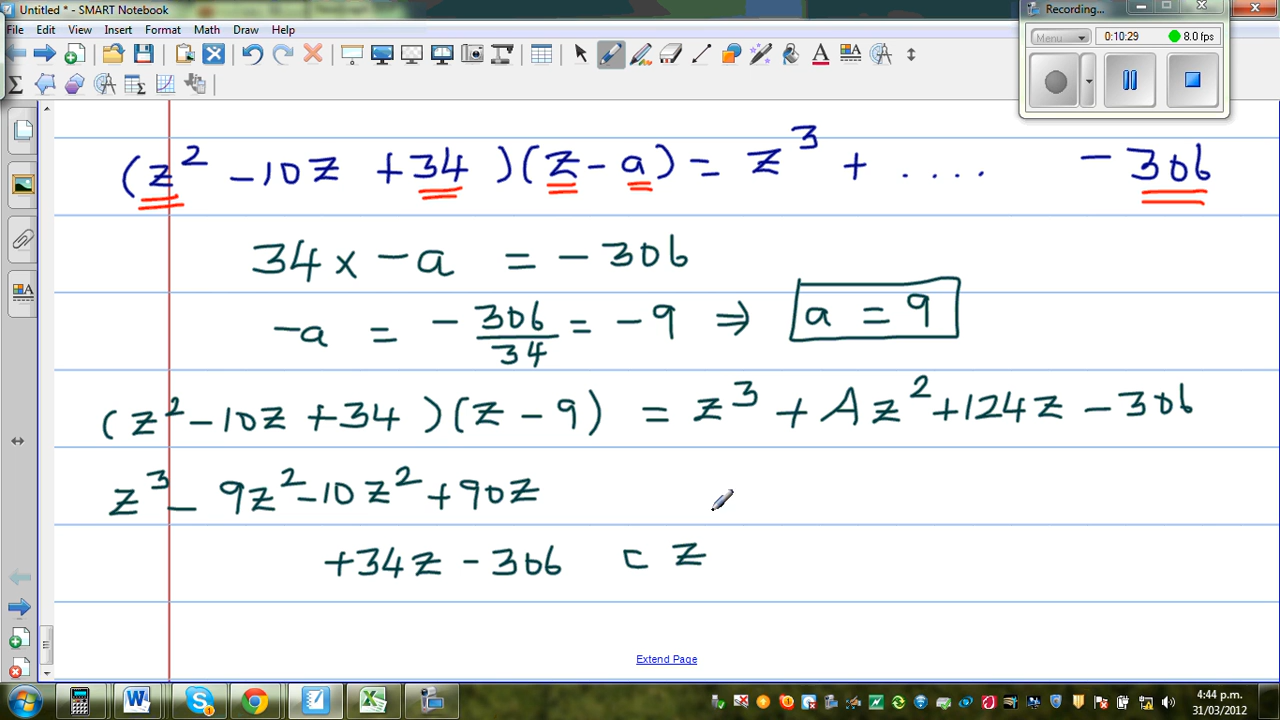 Untitled * - SMART Notebook
Recording...
File Edit View Insert Format Math Draw Help
Menu 0:10:29 8.0 fps
(z² - 10z + 34)(z - a) = z³ + .... - 306
34 x -a = - 306
-a = - 306/34 = - 9 ⇒ a = 9
(z² - 10z + 34)(z - 9) = z³ + Az² + 124z - 306
z³ - 9z² - 10z² + 90z
+34z - 306 = z
Extend Page
4:44 p.m.
31/03/2012